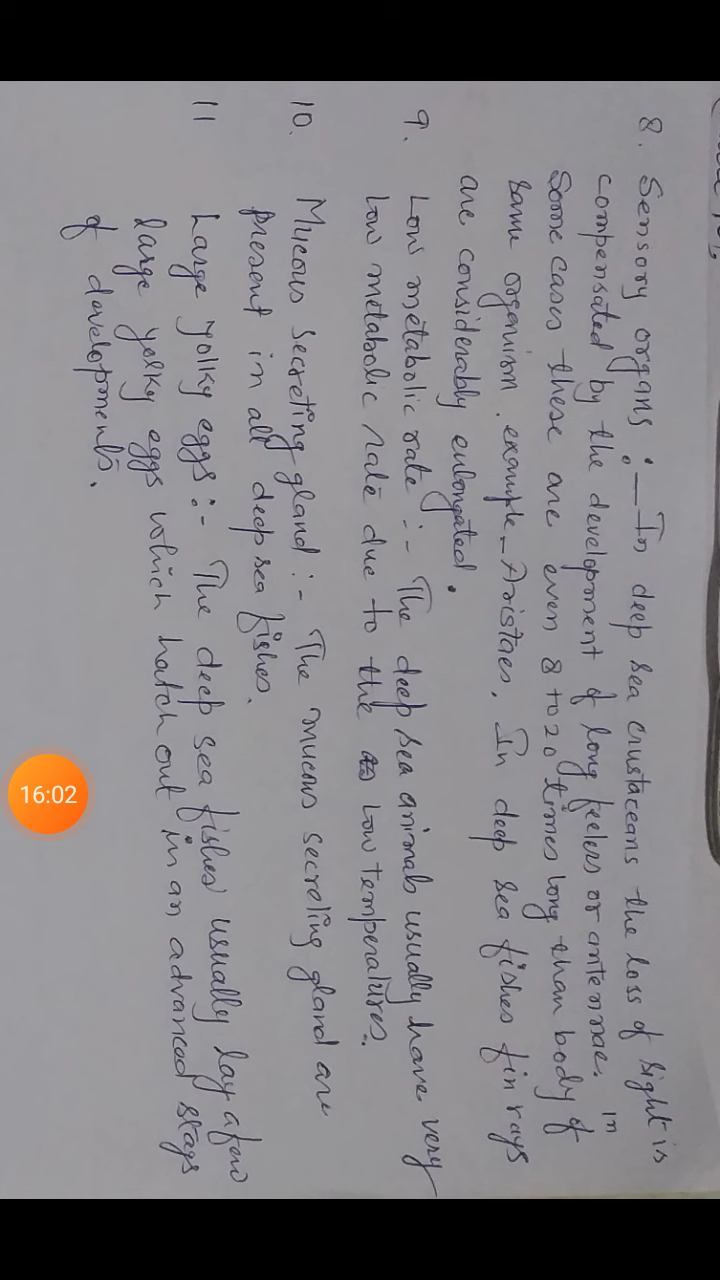 8. Sensory organs :— In deep sea crustaceans the loss of sight is
compensated by the development of long feelers or antennae. in
Some cases these are even 8 to 20 times long than body of
same organism. example - Aristaes. In deep sea fishes fin rays
are considerably enlongated.
9. Low metabolic rate :- The deep sea animals usually have very
low metabolic rate due to the low temperatures.
10. Mucous secreting gland :- The mucous secreting gland are
present in all deep sea fishes.
11 Large yolky eggs :- The deep sea fishes usually lay a few
large yolky eggs which hatch out in an advanced stags
of developments.
16:02